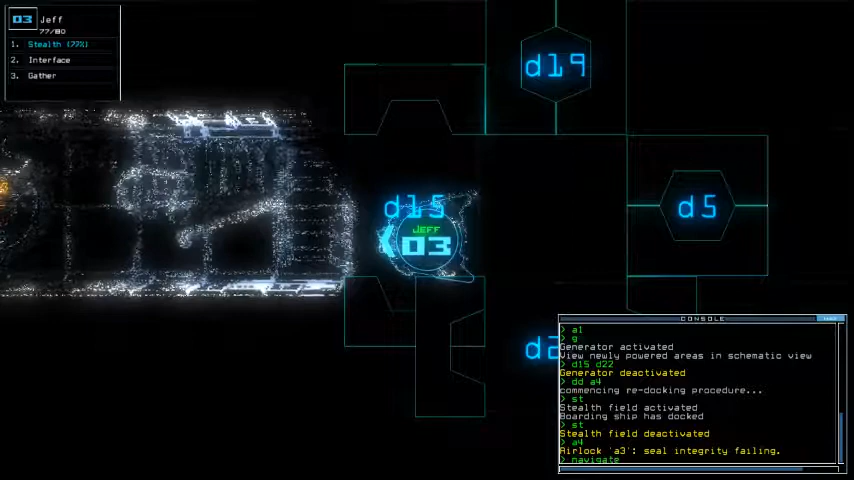 03 Jeff
77/80
1. Stealth (77%)
2. Interface
3. Gather
d19
d15
d5
JEFF
03
CONSOLE
> a1
> g
Generator activated
View newly powered areas in schematic view
> d15 d22
Generator deactivated
> dd a4
commencing re-docking procedure...
> st
Stealth field activated
Boarding ship has docked
> st
Stealth field deactivated
> a4
Airlock 'a3': seal integrity failing.
> navigate